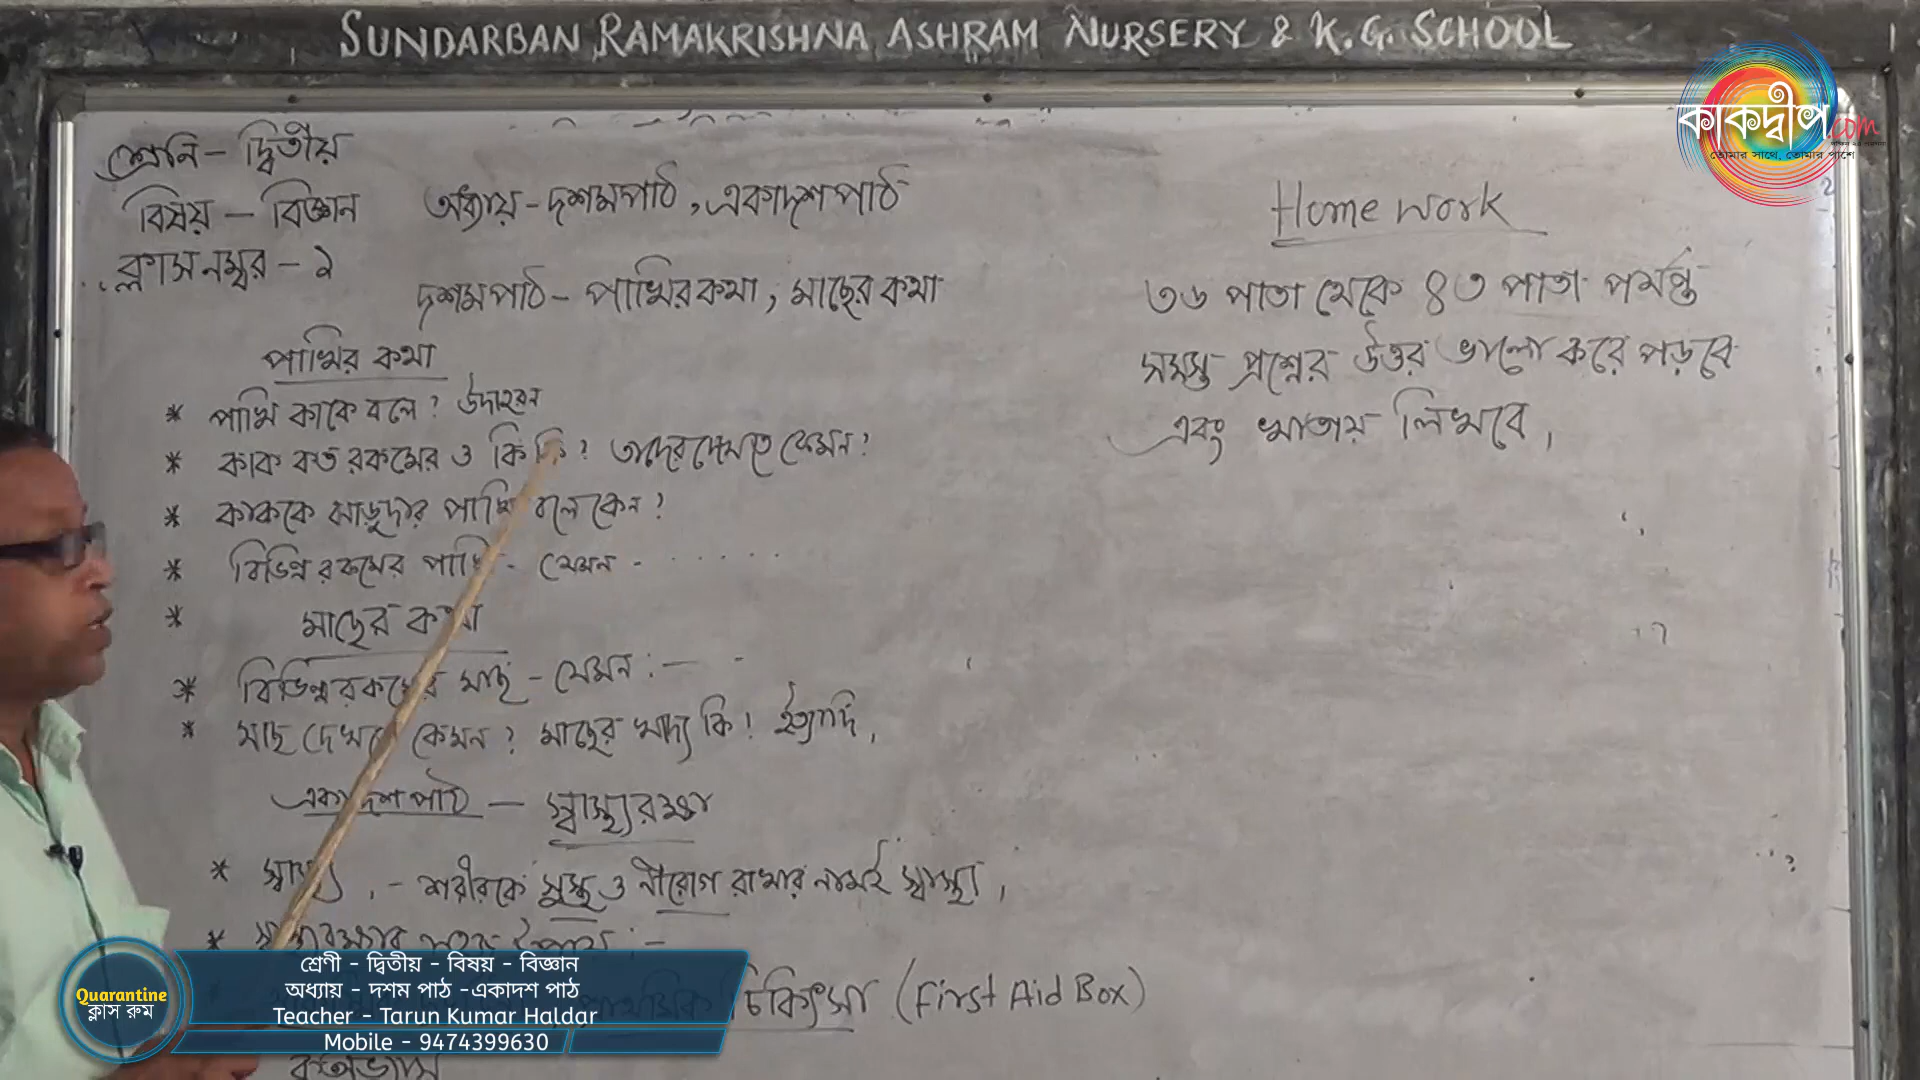 SUNDARBAN RAMAKRISHNA ASHRAM NURSERY & K.G. SCHOOL
কাকদ্বীপ.com
তোমার সাথে, তোমার পাশে
শ্রেনি - দ্বিতীয়
বিষয় - বিজ্ঞান অধ্যায় - দশমপাঠ, একাদশপাঠ
ক্লাস নম্বর - ১
দশমপাঠ - পাখির কথা, মাছের কথা
পাখির কথা
* পাখি কাকে বলে? উদাহরন
* কাক কত রকমের ও কি কি? তাদের দেখতে কেমন?
* কাককে ঝাড়ুদার পাখি বলে কেন?
* বিভিন্ন রকমের পাখি - যেমন - . . . . . .
* মাছের কথা
* বিভিন্ন রকমের মাছ - যেমন : -
* মাছ দেখতে কেমন? মাছের খাদ্য কি! ইত্যাদি,
একাদশ পাঠ - স্বাস্থ্যরক্ষা
* স্বাস্থ্য, - শরীরকে সুস্থ ও নীরোগ রাখার নামই স্বাস্থ্য,
চিকিৎসা (First Aid Box)
Home Work
৩৬ পাতা থেকে ৪৩ পাতা পর্যন্ত
সমস্ত প্রশ্নের উত্তর ভালো করে পড়বে
এবং খাতায় লিখবে,
Quarantine
ক্লাস রুম
শ্রেণী - দ্বিতীয় - বিষয় - বিজ্ঞান
অধ্যায় - দশম পাঠ -একাদশ পাঠ
Teacher - Tarun Kumar Haldar
Mobile - 9474399630